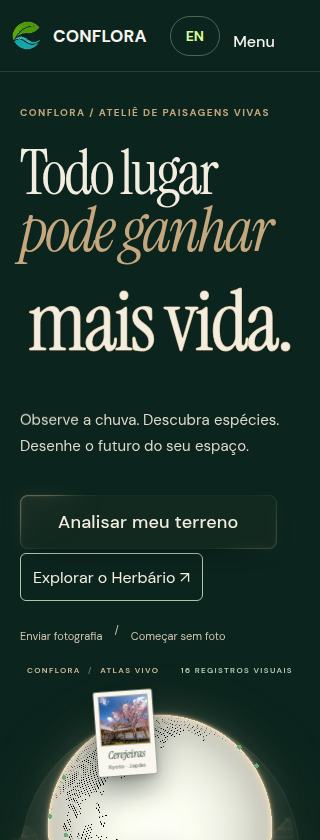 CONFLORA
EN
Menu
CONFLORA / ATELIÊ DE PAISAGENS VIVAS
Todo lugar
pode ganhar
mais vida.
Observe a chuva. Descubra espécies.
Desenhe o futuro do seu espaço.
Analisar meu terreno
Explorar o Herbário ↗
Enviar fotografia / Começar sem foto
CONFLORA / ATLAS VIVO 16 REGISTROS VISUAIS
Cerejeiras
Kyoto · Japão